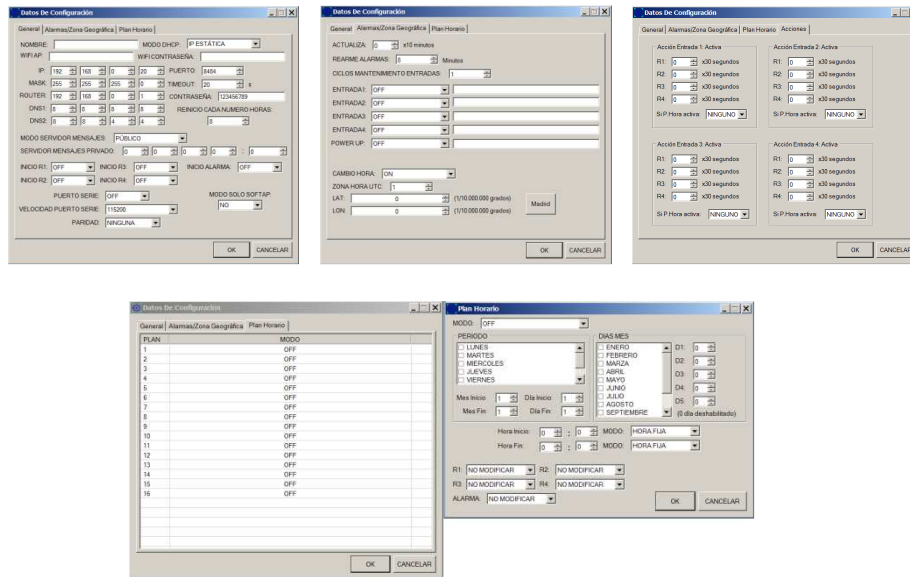 Datos De Configuración
General Alarmas/Zona Geográfica Plan Horario
NOMBRE: MODO DHCP: IP ESTÁTICA
WIFI AP: WIFI CONTRASEÑA:
IP: 192 168 0 20 PUERTO: 8484
MASK: 255 255 255 0 TIMEOUT: 20 s
ROUTER: 192 168 0 1 CONTRASEÑA: 123456789
DNS1: 8 8 8 8 REINICIO CADA NUMERO HORAS:
DNS2: 8 8 4 4 8
MODO SERVIDOR MENSAJES: PÚBLICO
SERVIDOR MENSAJES PRIVADO: 0 0 0 0 : 0
INICIO R1: OFF INICIO R3: OFF INICIO ALARMA: OFF
INICIO R2: OFF INICIO R4: OFF
PUERTO SERIE: OFF MODO SOLO SOFTAP:
VELOCIDAD PUERTO SERIE: 115200 NO
PARIDAD: NINGUNA
OK CANCELAR
Datos De Configuración
General Alarmas/Zona Geográfica Plan Horario
ACTUALIZA: 0 x10 minutos
REARME ALARMAS: 8 Minutos
CICLOS MANTENIMIENTO ENTRADAS: 1
ENTRADA1: OFF
ENTRADA2: OFF
ENTRADA3: OFF
ENTRADA4: OFF
POWER UP: OFF
CAMBIO HORA: ON
ZONA HORA UTC: 1
LAT: 0 (1/10.000.000 grados)
LON: 0 (1/10.000.000 grados)
Madrid
OK CANCELAR
Datos De Configuración
General Alarmas/Zona Geográfica Plan Horario Acciones
Acción Entrada 1: Activa
R1: 0 x30 segundos
R2: 0 x30 segundos
R3: 0 x30 segundos
R4: 0 x30 segundos
Si P.Hora activa: NINGUNO
Acción Entrada 2: Activa
R1: 0 x30 segundos
R2: 0 x30 segundos
R3: 0 x30 segundos
R4: 0 x30 segundos
Si P.Hora activa: NINGUNO
Acción Entrada 3: Activa
R1: 0 x30 segundos
R2: 0 x30 segundos
R3: 0 x30 segundos
R4: 0 x30 segundos
Si P.Hora activa: NINGUNO
Acción Entrada 4: Activa
R1: 0 x30 segundos
R2: 0 x30 segundos
R3: 0 x30 segundos
R4: 0 x30 segundos
Si P.Hora activa: NINGUNO
OK CANCELAR
Datos De Configuración
General Alarmas/Zona Geográfica Plan Horario
PLAN MODO
1 OFF
2 OFF
3 OFF
4 OFF
5 OFF
6 OFF
7 OFF
8 OFF
9 OFF
10 OFF
11 OFF
12 OFF
13 OFF
14 OFF
15 OFF
16 OFF
OK CANCELAR
Plan Horario
MODO: OFF
PERIODO
LUNES
MARTES
MIERCOLES
JUEVES
VIERNES
Mes Inicio: 1 Día Inicio: 1
Mes Fin: 1 Día Fin: 1
DIAS MES
ENERO
FEBRERO
MARZA
ABRIL
MAYO
JUNIO
JULIO
AGOSTO
SEPTIEMBRE
D1: 0
D2: 0
D3: 0
D4: 0
D5: 0
(0 día deshabilitado)
Hora Inicio: 0 : 0 MODO: HORA FIJA
Hora Fin: 0 : 0 MODO: HORA FIJA
R1: NO MODIFICAR R2: NO MODIFICAR
R3: NO MODIFICAR R4: NO MODIFICAR
ALARMA: NO MODIFICAR
OK CANCELAR